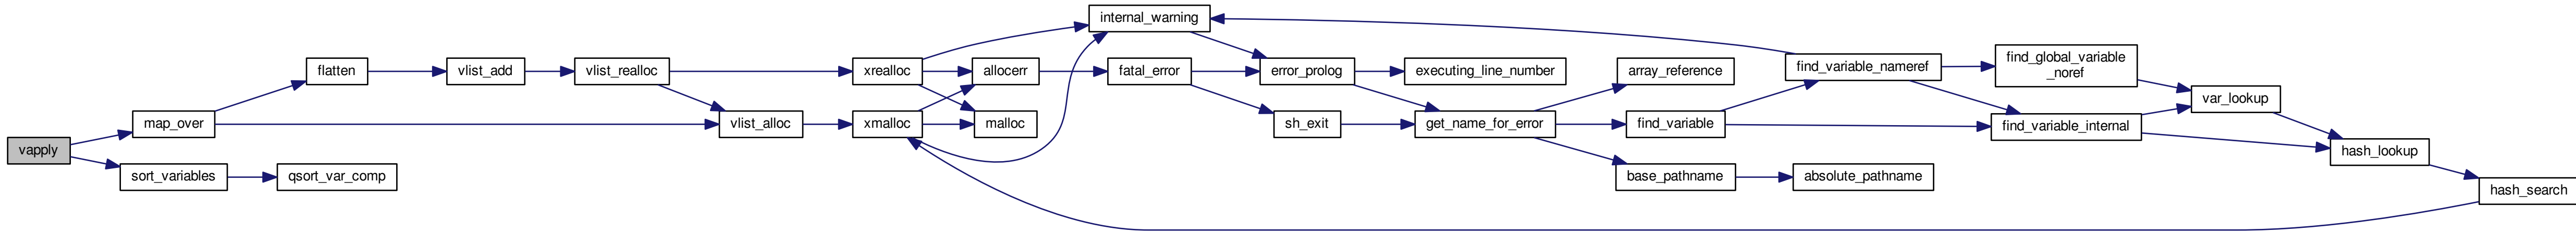 vapply
map_over
sort_variables
flatten
qsort_var_comp
vlist_add
vlist_realloc
vlist_alloc
xrealloc
xmalloc
internal_warning
allocerr
malloc
fatal_error
error_prolog
sh_exit
executing_line_number
get_name_for_error
array_reference
find_variable
base_pathname
absolute_pathname
find_variable_nameref
find_global_variable
_noref
find_variable_internal
var_lookup
hash_lookup
hash_search